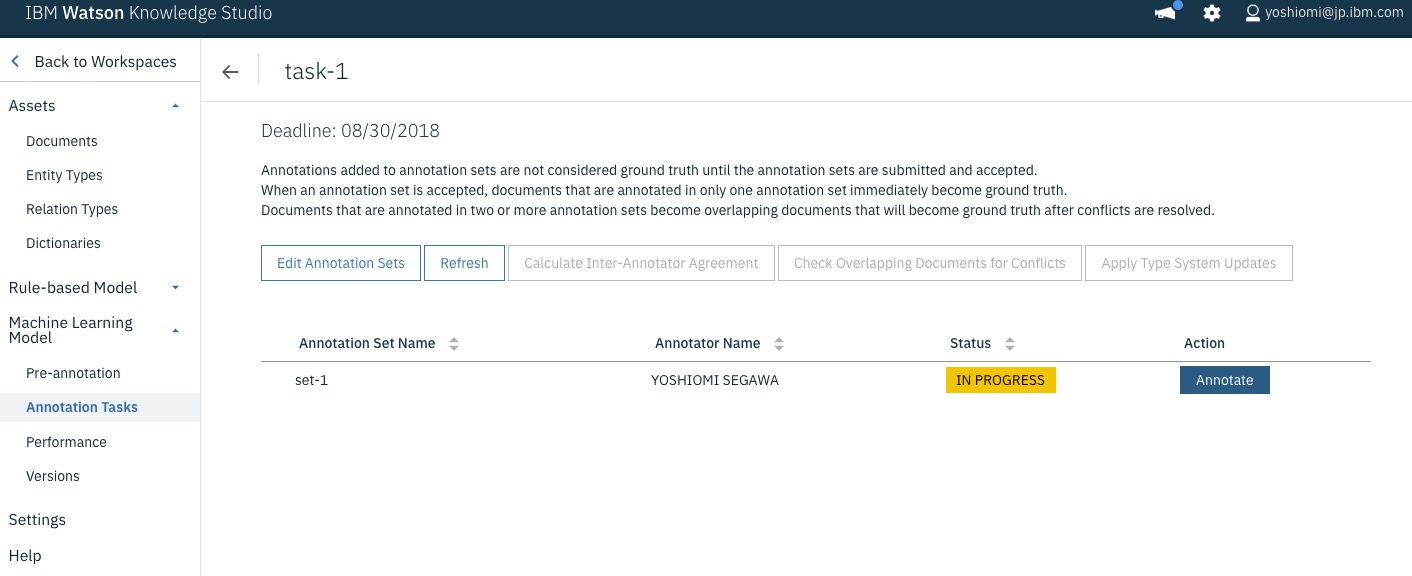 IBM Watson Knowledge Studio
yoshiomi@jp.ibm.com
Back to Workspaces
Assets
Documents
Entity Types
Relation Types
Dictionaries
Rule-based Model
Machine Learning
Model
Pre-annotation
Annotation Tasks
Performance
Versions
Settings
Help
task-1
Deadline: 08/30/2018
Annotations added to annotation sets are not considered ground truth until the annotation sets are submitted and accepted.
When an annotation set is accepted, documents that are annotated in only one annotation set immediately become ground truth.
Documents that are annotated in two or more annotation sets become overlapping documents that will become ground truth after conflicts are resolved.
Edit Annotation Sets Refresh Calculate Inter-Annotator Agreement Check Overlapping Documents for Conflicts Apply Type System Updates
Annotation Set Name Annotator Name Status Action
set-1 YOSHIOMI SEGAWA IN PROGRESS Annotate